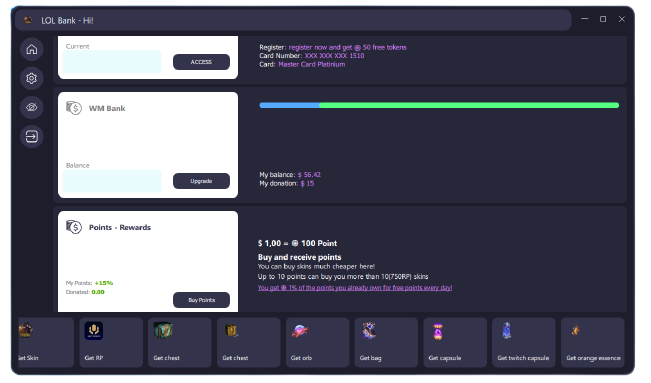 LOL Bank - Hi!
Current
ACCESS
Register: register now and get 50 free tokens
Card Number: XXX XXX XXX 1510
Card: Master Card Platinium
WM Bank
Balance
Upgrade
My balance: $ 56.42
My donation: $ 15
Points - Rewards
My Points: +15%
Donated: 0.00
Buy Points
$ 1,00 = 100 Point
Buy and receive points
You can buy skins much cheaper here!
Up to 10 points can buy you more than 10(750RP) skins
You get 1% of the points you already own for free points every day!
Get Skin
Get RP
Get chest
Get chest
Get orb
Get bag
Get capsule
Get twitch capsule
Get orange essence